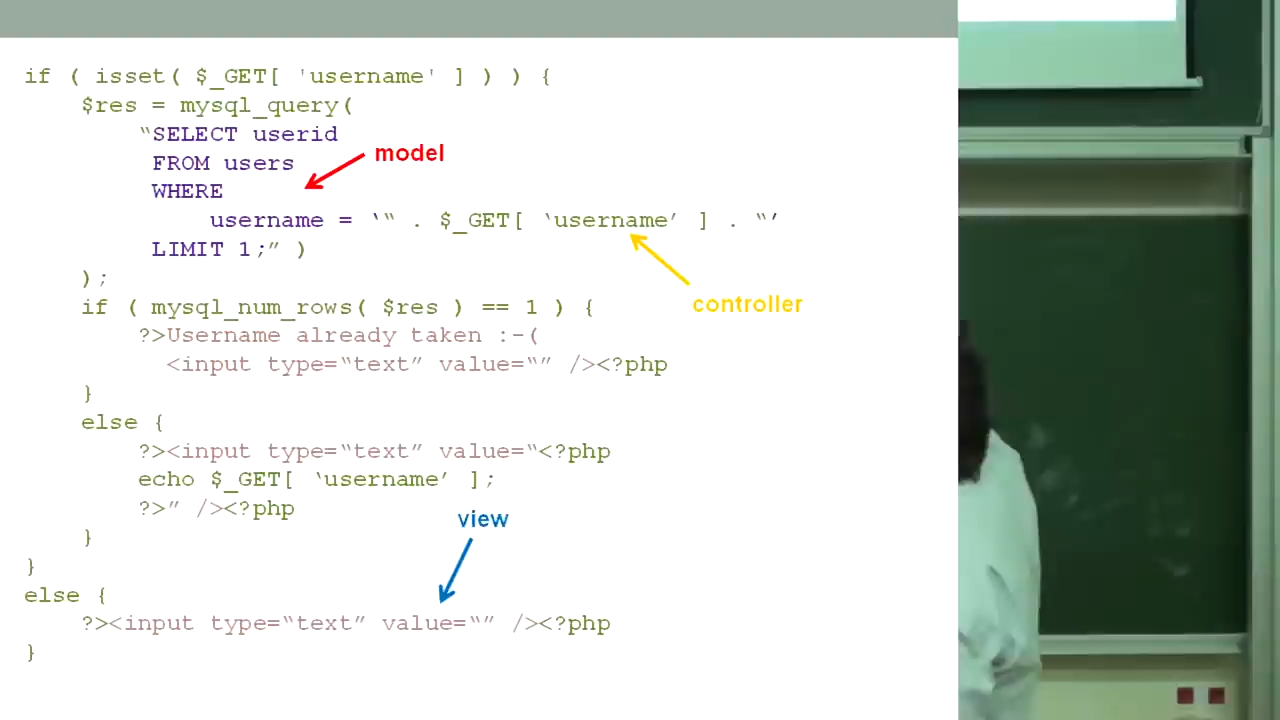 if ( isset( $_GET[ 'username' ] ) ) {
$res = mysql_query(
“SELECT userid
FROM users
model
WHERE
username = ‘“ . $_GET[ ‘username’ ] . “’
LIMIT 1;” )
);
controller
if ( mysql_num_rows( $res ) == 1 ) {
?>Username already taken :-(
<input type=“text” value=“” /><?php
}
else {
?><input type=“text” value=“<?php
echo $_GET[ ‘username’ ];
?>” /><?php
view
}
}
else {
?><input type=“text” value=“” /><?php
}